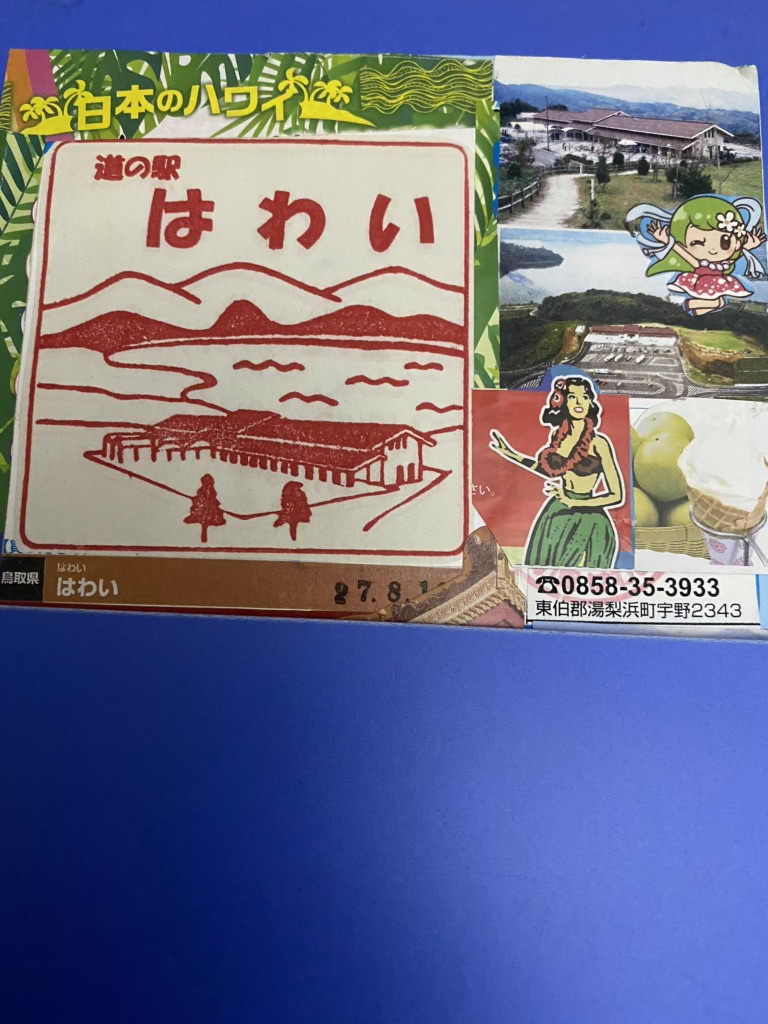 日本のハワイ
道の駅
はわい
さい。
鳥取県
はわい
はわい
27.8.1
☎0858-35-3933
東伯郡湯梨浜町宇野2343